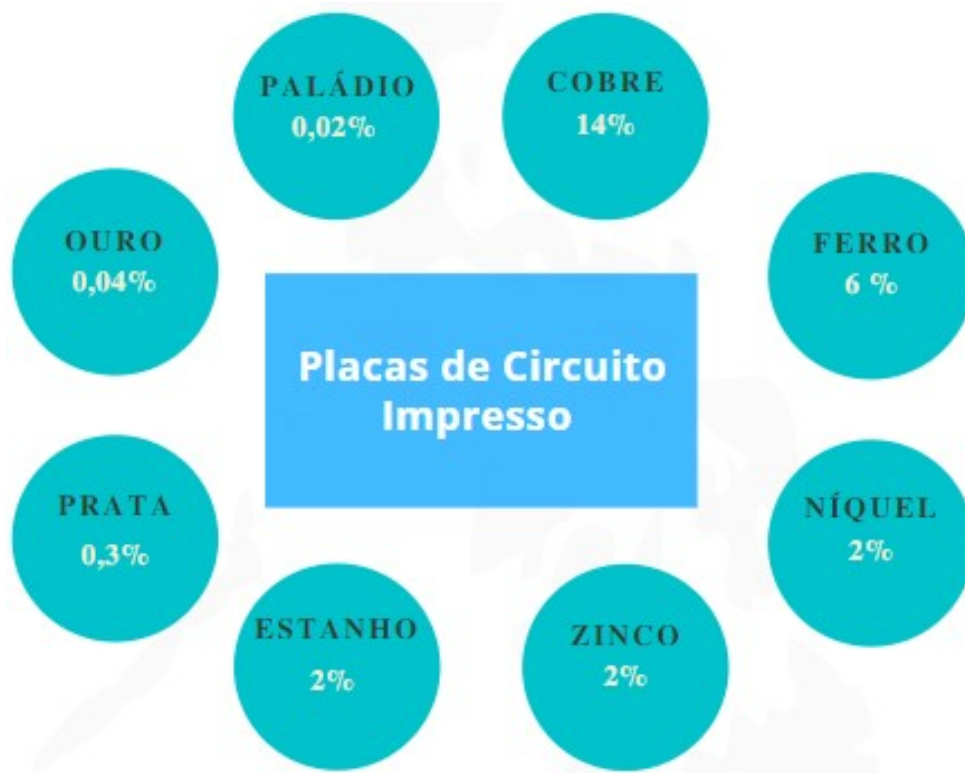 PALÁDIO
0,02%
COBRE
14%
OURO
0,04%
FERRO
6 %
Placas de Circuito
Impresso
PRATA
0,3%
NÍQUEL
2%
ESTANHO
2%
ZINCO
2%